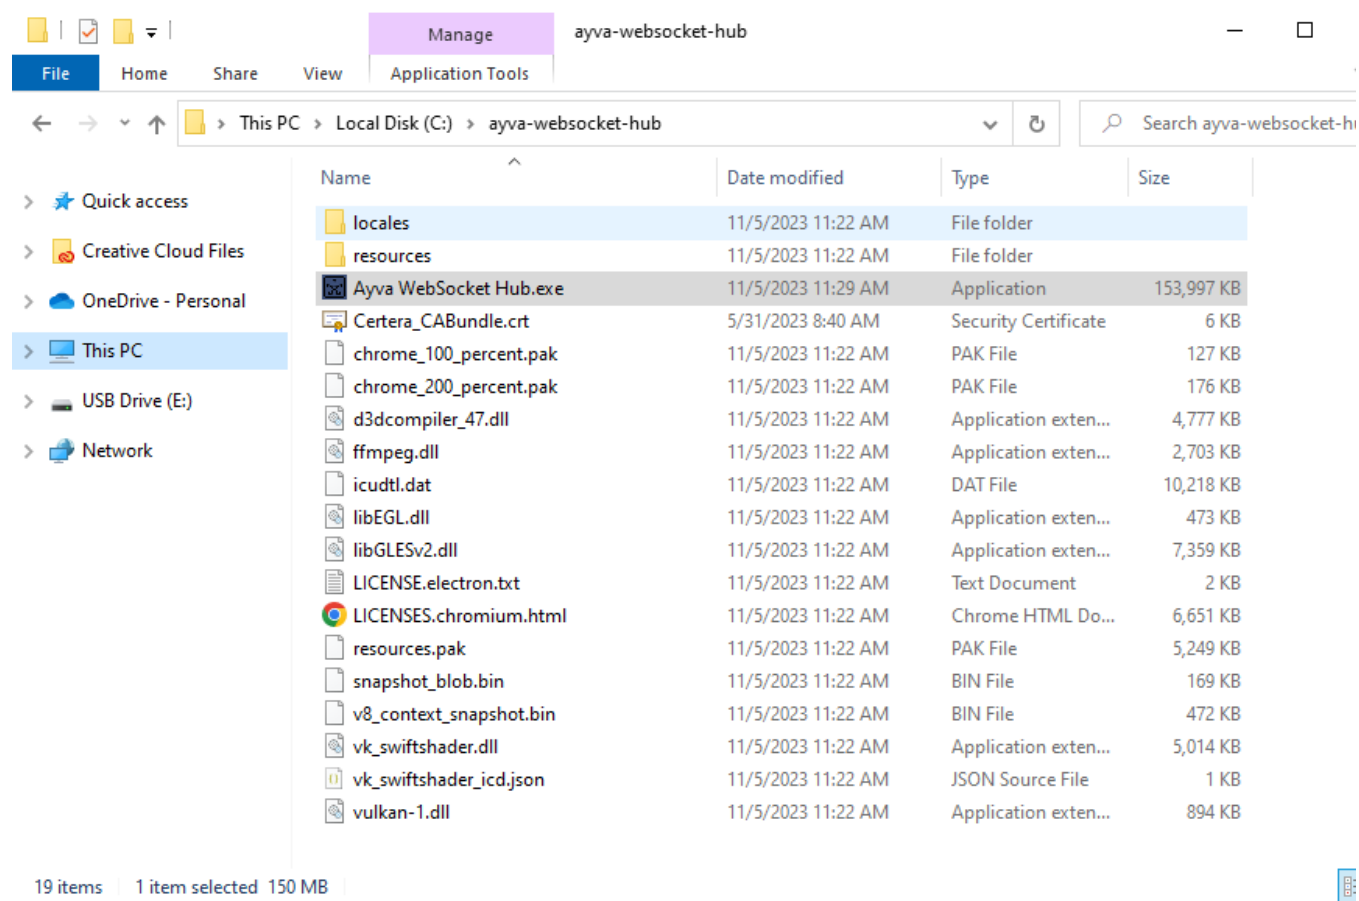 Manage ayva-websocket-hub
File Home Share View Application Tools
This PC Local Disk (C:) ayva-websocket-hub Search ayva-websocket-h
Quick access
Creative Cloud Files
OneDrive - Personal
This PC
USB Drive (E:)
Network
Name Date modified Type Size
locales 11/5/2023 11:22 AM File folder
resources 11/5/2023 11:22 AM File folder
Ayva WebSocket Hub.exe 11/5/2023 11:29 AM Application 153,997 KB
Certera_CABundle.crt 5/31/2023 8:40 AM Security Certificate 6 KB
chrome_100_percent.pak 11/5/2023 11:22 AM PAK File 127 KB
chrome_200_percent.pak 11/5/2023 11:22 AM PAK File 176 KB
d3dcompiler_47.dll 11/5/2023 11:22 AM Application exten... 4,777 KB
ffmpeg.dll 11/5/2023 11:22 AM Application exten... 2,703 KB
icudtl.dat 11/5/2023 11:22 AM DAT File 10,218 KB
libEGL.dll 11/5/2023 11:22 AM Application exten... 473 KB
libGLESv2.dll 11/5/2023 11:22 AM Application exten... 7,359 KB
LICENSE.electron.txt 11/5/2023 11:22 AM Text Document 2 KB
LICENSES.chromium.html 11/5/2023 11:22 AM Chrome HTML Do... 6,651 KB
resources.pak 11/5/2023 11:22 AM PAK File 5,249 KB
snapshot_blob.bin 11/5/2023 11:22 AM BIN File 169 KB
v8_context_snapshot.bin 11/5/2023 11:22 AM BIN File 472 KB
vk_swiftshader.dll 11/5/2023 11:22 AM Application exten... 5,014 KB
vk_swiftshader_icd.json 11/5/2023 11:22 AM JSON Source File 1 KB
vulkan-1.dll 11/5/2023 11:22 AM Application exten... 894 KB
19 items 1 item selected 150 MB